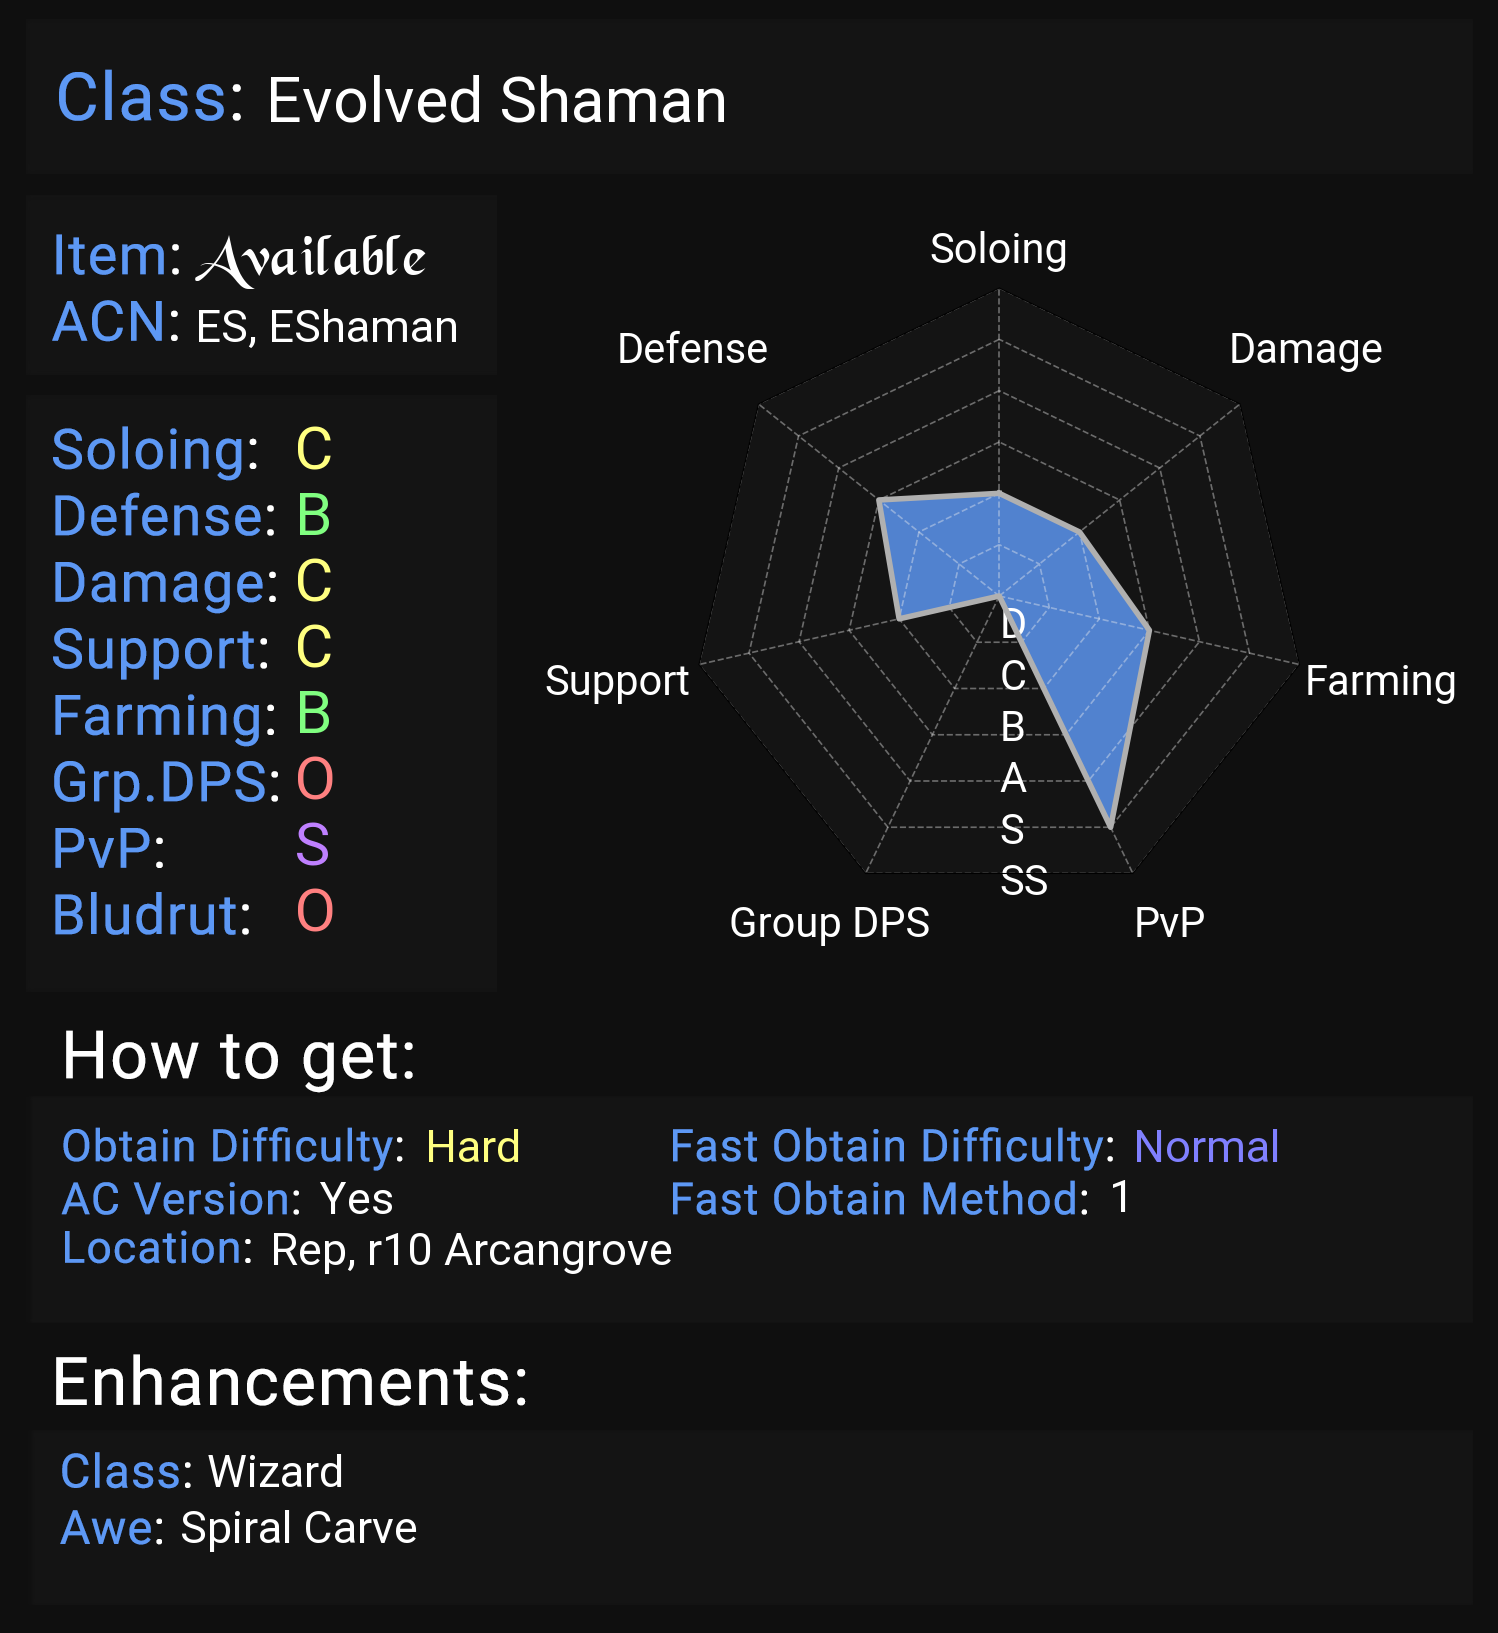 Class: Evolved Shaman
Item: Available
ACN: ES, EShaman
Soloing: C
Defense: B
Damage: C
Support: C
Farming: B
Grp.DPS: O
PvP: S
Bludrut: O
Soloing
Defense
Damage
Support
Farming
Group DPS
PvP
D
C
B
A
S
SS
How to get:
Obtain Difficulty: Hard
AC Version: Yes
Location: Rep, r10 Arcangrove
Fast Obtain Difficulty: Normal
Fast Obtain Method: 1
Enhancements:
Class: Wizard
Awe: Spiral Carve